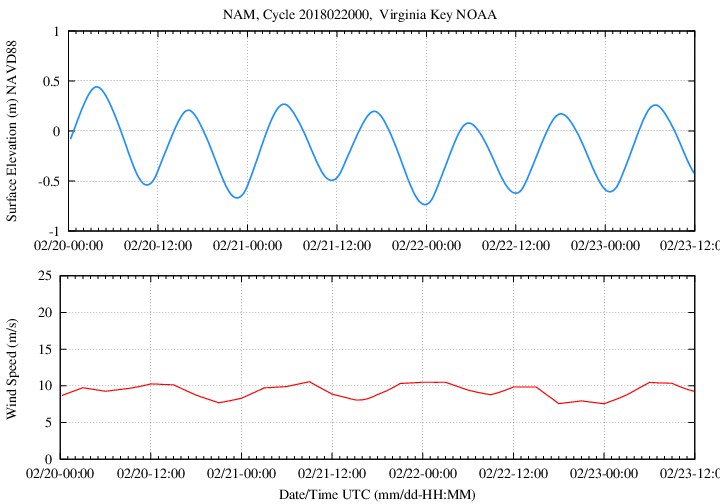 NAM, Cycle 2018022000,  Virginia Key NOAA
Surface Elevation (m) NAVD88
1
0.5
0
-0.5
-1
02/20-00:00 02/20-12:00 02/21-00:00 02/21-12:00 02/22-00:00 02/22-12:00 02/23-00:00 02/23-12:0
Wind Speed (m/s)
25
20
15
10
5
0
02/20-00:00 02/20-12:00 02/21-00:00 02/21-12:00 02/22-00:00 02/22-12:00 02/23-00:00 02/23-12:0
Date/Time UTC (mm/dd-HH:MM)